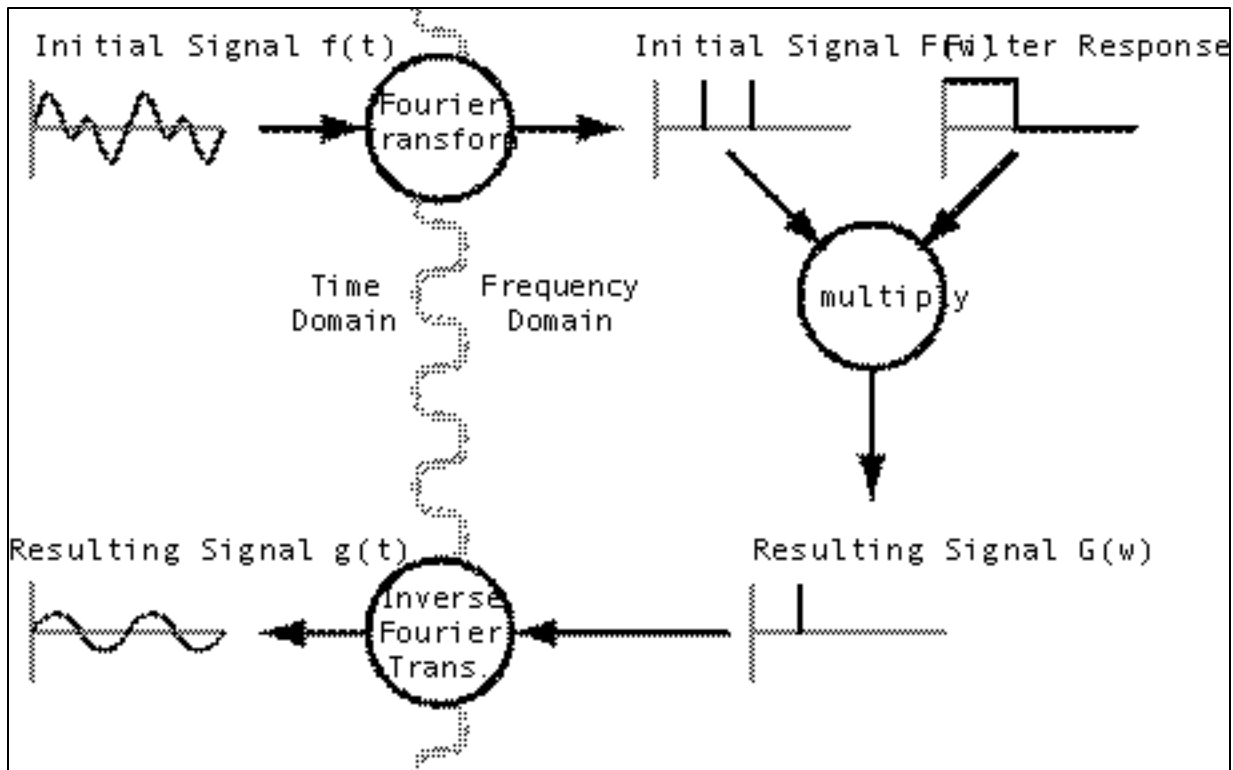 Initial Signal f(t)
Fourier
Transform
Initial Signal F(w)
Filter Response
Time
Domain
Frequency
Domain
multiply
Resulting Signal g(t)
Inverse
Fourier
Trans.
Resulting Signal G(w)